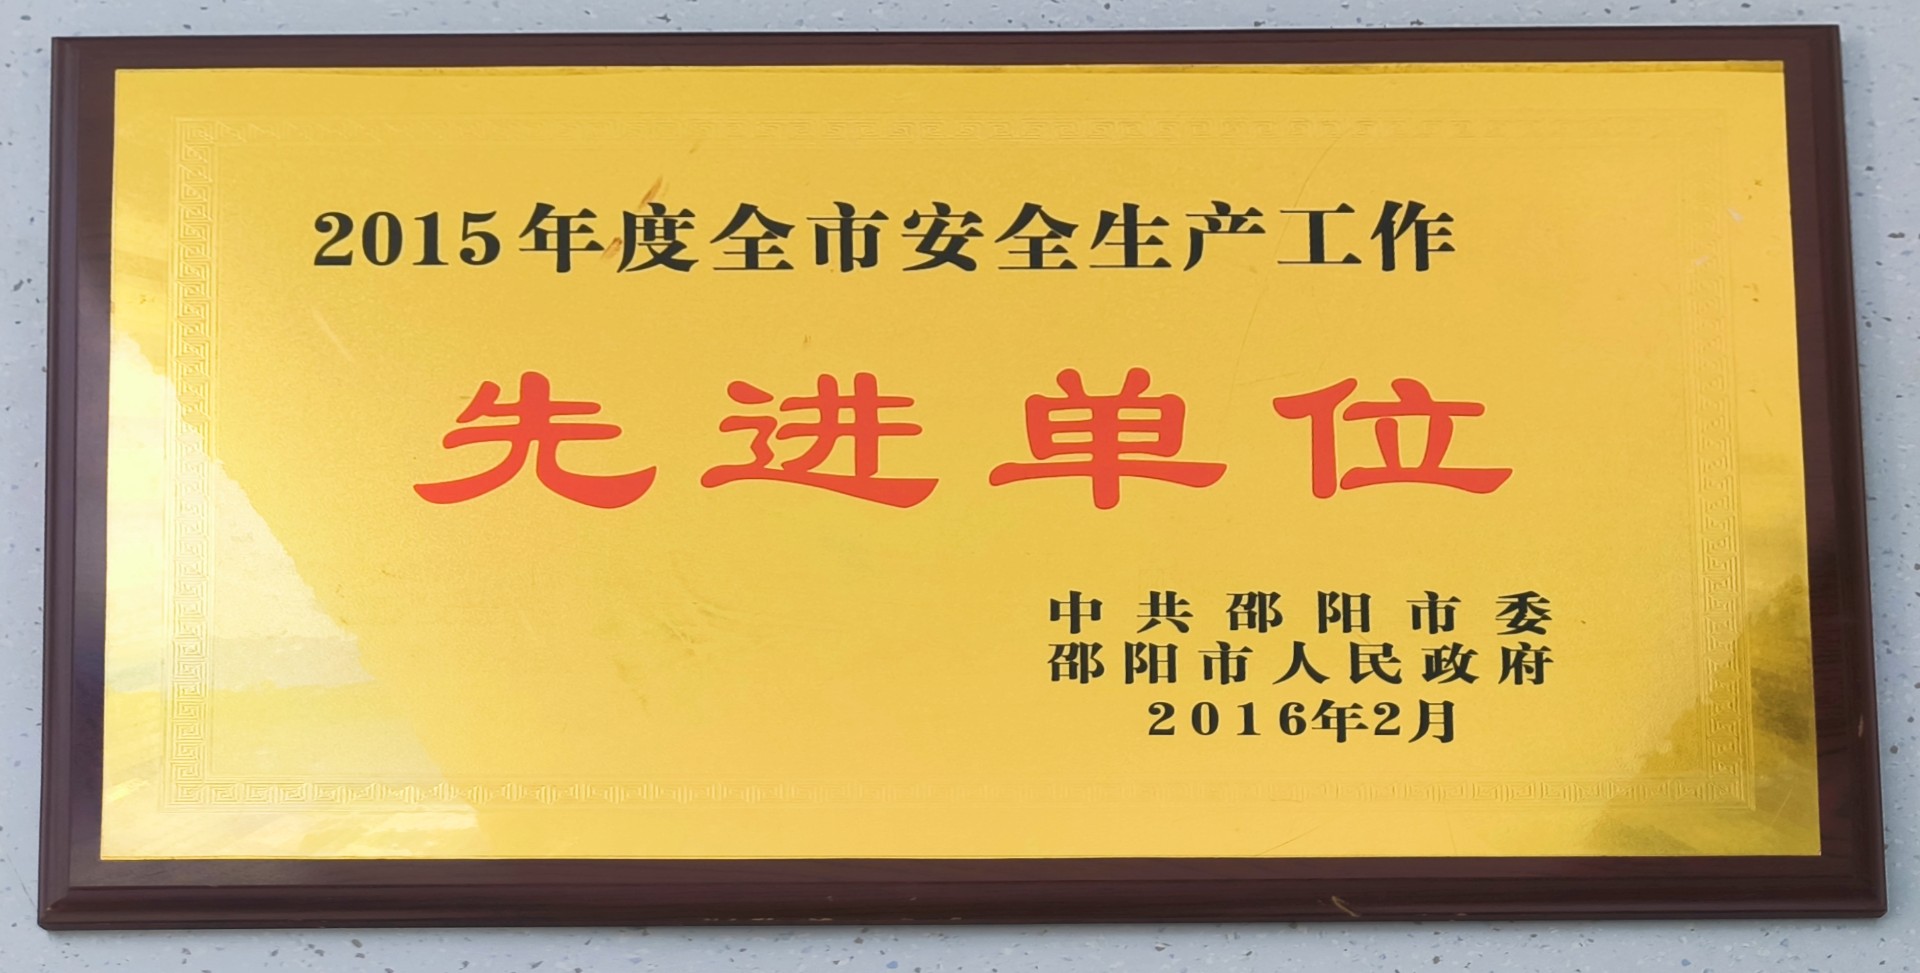 2015年度全市安全生产工作
先进单位
中共邵阳市委
邵阳市人民政府
2016年2月